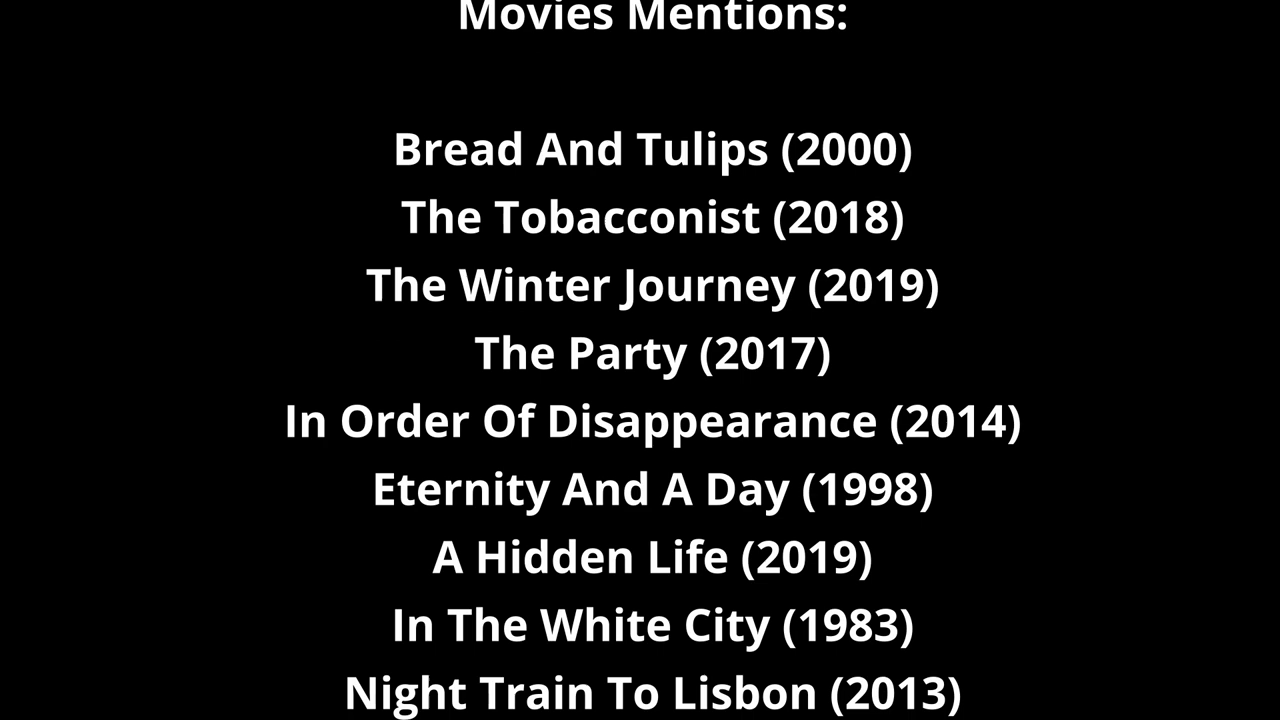 Movies Mentions:
Bread And Tulips (2000)
The Tobacconist (2018)
The Winter Journey (2019)
The Party (2017)
In Order Of Disappearance (2014)
Eternity And A Day (1998)
A Hidden Life (2019)
In The White City (1983)
Night Train To Lisbon (2013)